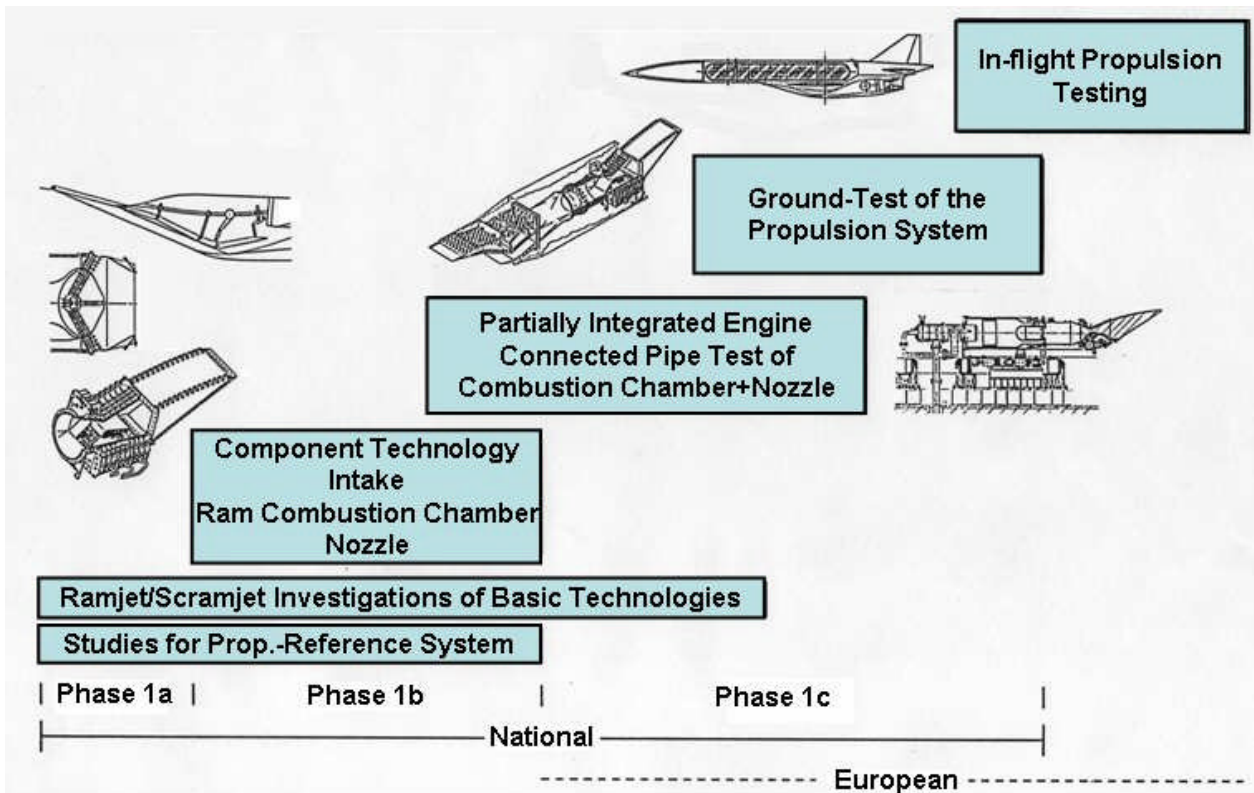 In-flight Propulsion
Testing
Ground-Test of the
Propulsion System
Partially Integrated Engine
Connected Pipe Test of
Combustion Chamber+Nozzle
Component Technology
Intake
Ram Combustion Chamber
Nozzle
Ramjet/Scramjet Investigations of Basic Technologies
Studies for Prop.-Reference System
Phase 1a
Phase 1b
Phase 1c
National
European